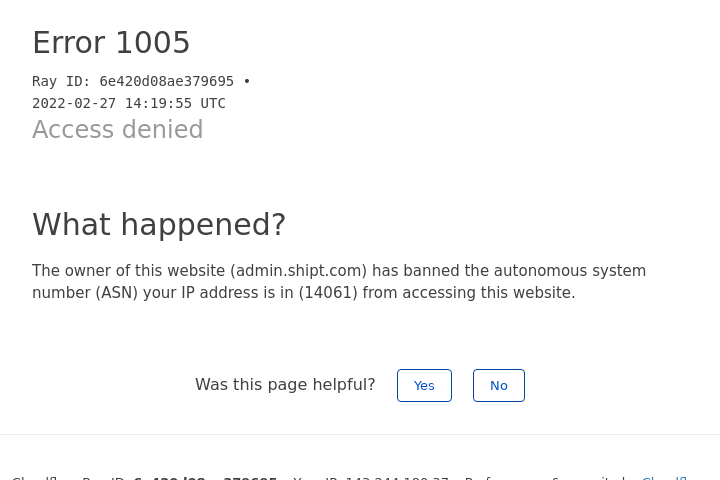 Error 1005
Ray ID: 6e420d08ae379695 •
2022-02-27 14:19:55 UTC
Access denied
What happened?
The owner of this website (admin.shipt.com) has banned the autonomous system
number (ASN) your IP address is in (14061) from accessing this website.
Was this page helpful? Yes No